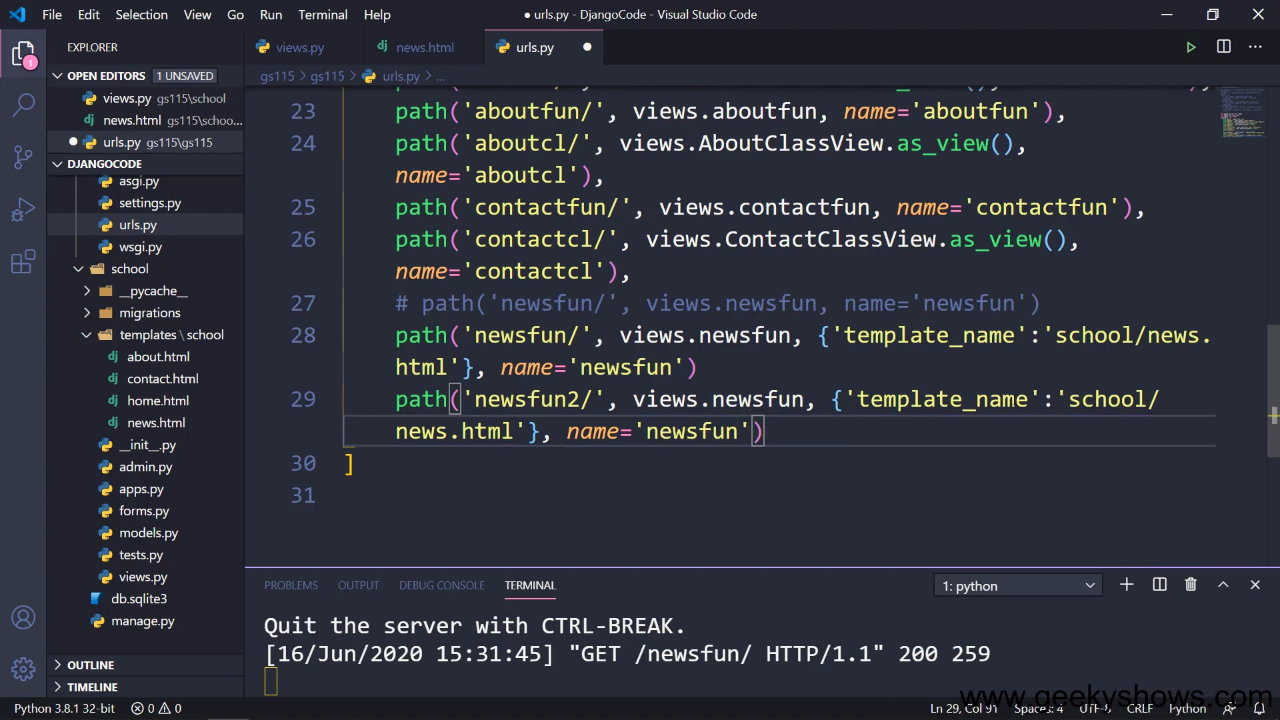 File Edit Selection View Go Run Terminal Help
● urls.py - DjangoCode - Visual Studio Code
EXPLORER
OPEN EDITORS 1 UNSAVED
views.py gs115\school
news.html gs115\schoo...
● urls.py gs115\gs115
DJANGOCODE
asgi.py
settings.py
urls.py
wsgi.py
school
__pycache__
migrations
templates \ school
about.html
contact.html
home.html
news.html
__init__.py
admin.py
apps.py
forms.py
models.py
tests.py
views.py
db.sqlite3
manage.py
OUTLINE
TIMELINE
views.py news.html urls.py ●
gs115 > gs115 > urls.py > ...
23 path('aboutfun/', views.aboutfun, name='aboutfun'),
24 path('aboutcl/', views.AboutClassView.as_view(),
name='aboutcl'),
25 path('contactfun/', views.contactfun, name='contactfun'),
26 path('contactcl/', views.ContactClassView.as_view(),
name='contactcl'),
27 # path('newsfun/', views.newsfun, name='newsfun')
28 path('newsfun/', views.newsfun, {'template_name':'school/news.
html'}, name='newsfun')
29 path('newsfun2/', views.newsfun, {'template_name':'school/
news.html'}, name='newsfun')
30 ]
31
PROBLEMS OUTPUT DEBUG CONSOLE TERMINAL 1: python
Quit the server with CTRL-BREAK.
[16/Jun/2020 15:31:45] "GET /newsfun/ HTTP/1.1" 200 259
www.geekyshows.com
Python 3.8.1 32-bit 0 0 Ln 29, Col 91 Spaces: 4 UTF-8 CRLF Python